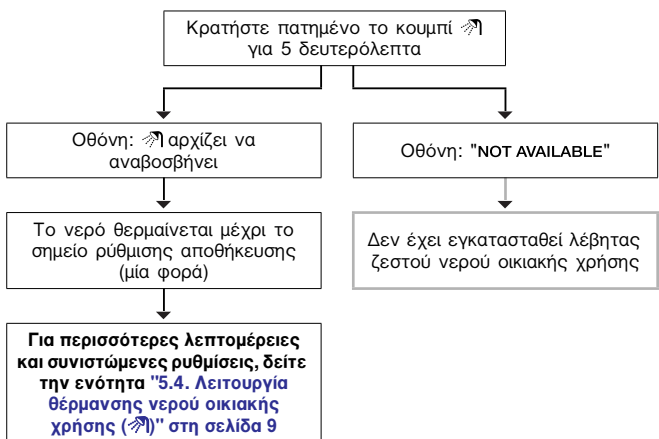 Κρατήστε πατημένο το κουμπί
για 5 δευτερόλεπτα
Οθόνη: αρχίζει να
αναβοσβήνει
Οθόνη: "NOT AVAILABLE"
Το νερό θερμαίνεται μέχρι το
σημείο ρύθμισης αποθήκευσης
(μία φορά)
Δεν έχει εγκατασταθεί λέβητας
ζεστού νερού οικιακής χρήσης
Για περισσότερες λεπτομέρειες
και συνιστώμενες ρυθμίσεις, δείτε
την ενότητα "5.4. Λειτουργία
θέρμανσης νερού οικιακής
χρήσης ()" στη σελίδα 9